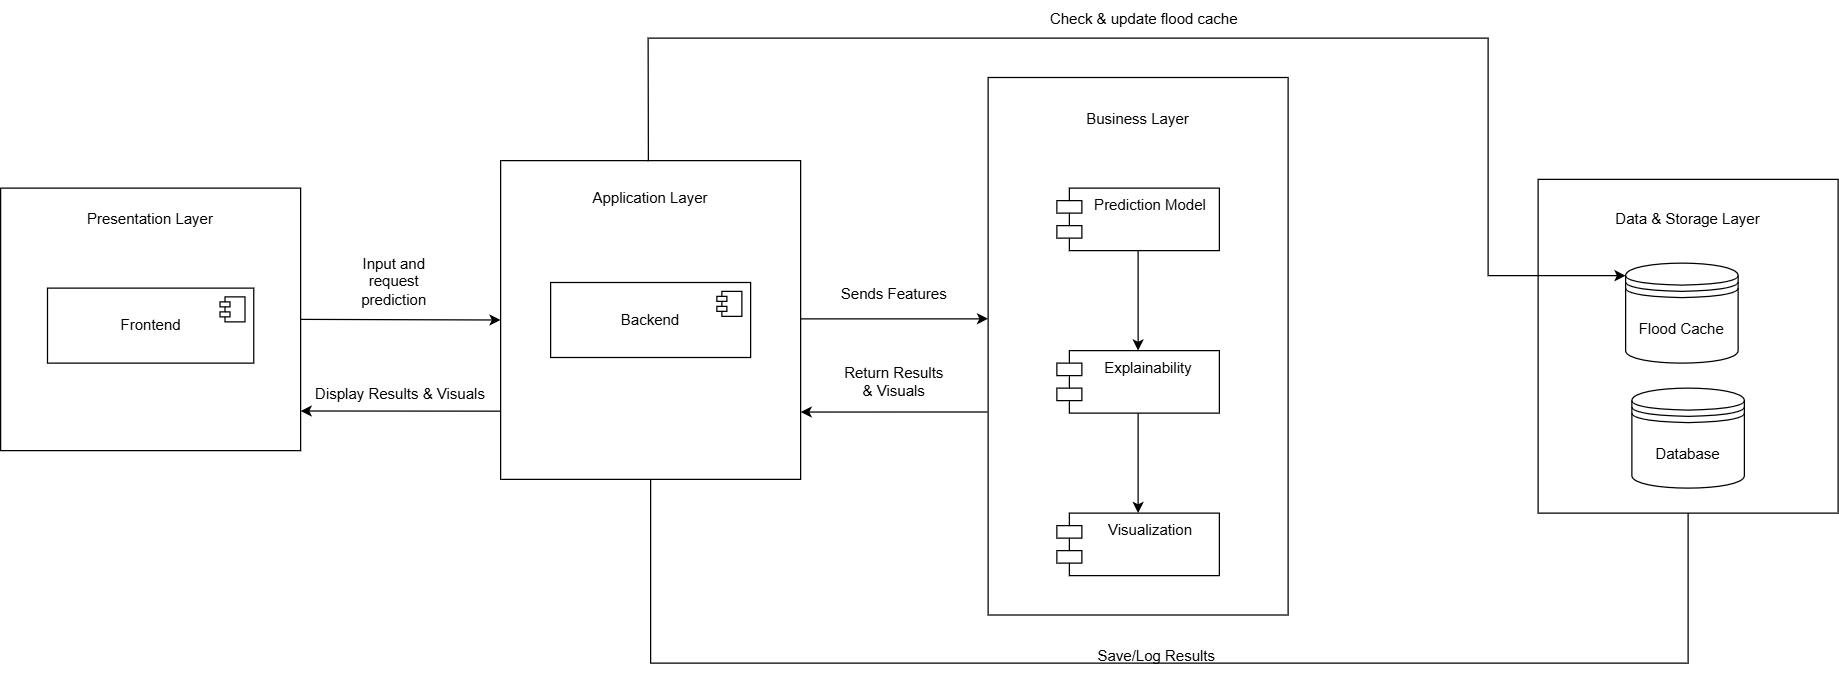 Check & update flood cache
Business Layer
Application Layer
Presentation Layer
Data & Storage Layer
Prediction Model
Input and
request
prediction
Sends Features
Frontend
Backend
Flood Cache
Explainability
Return Results
& Visuals
Display Results & Visuals
Database
Visualization
Save/Log Results